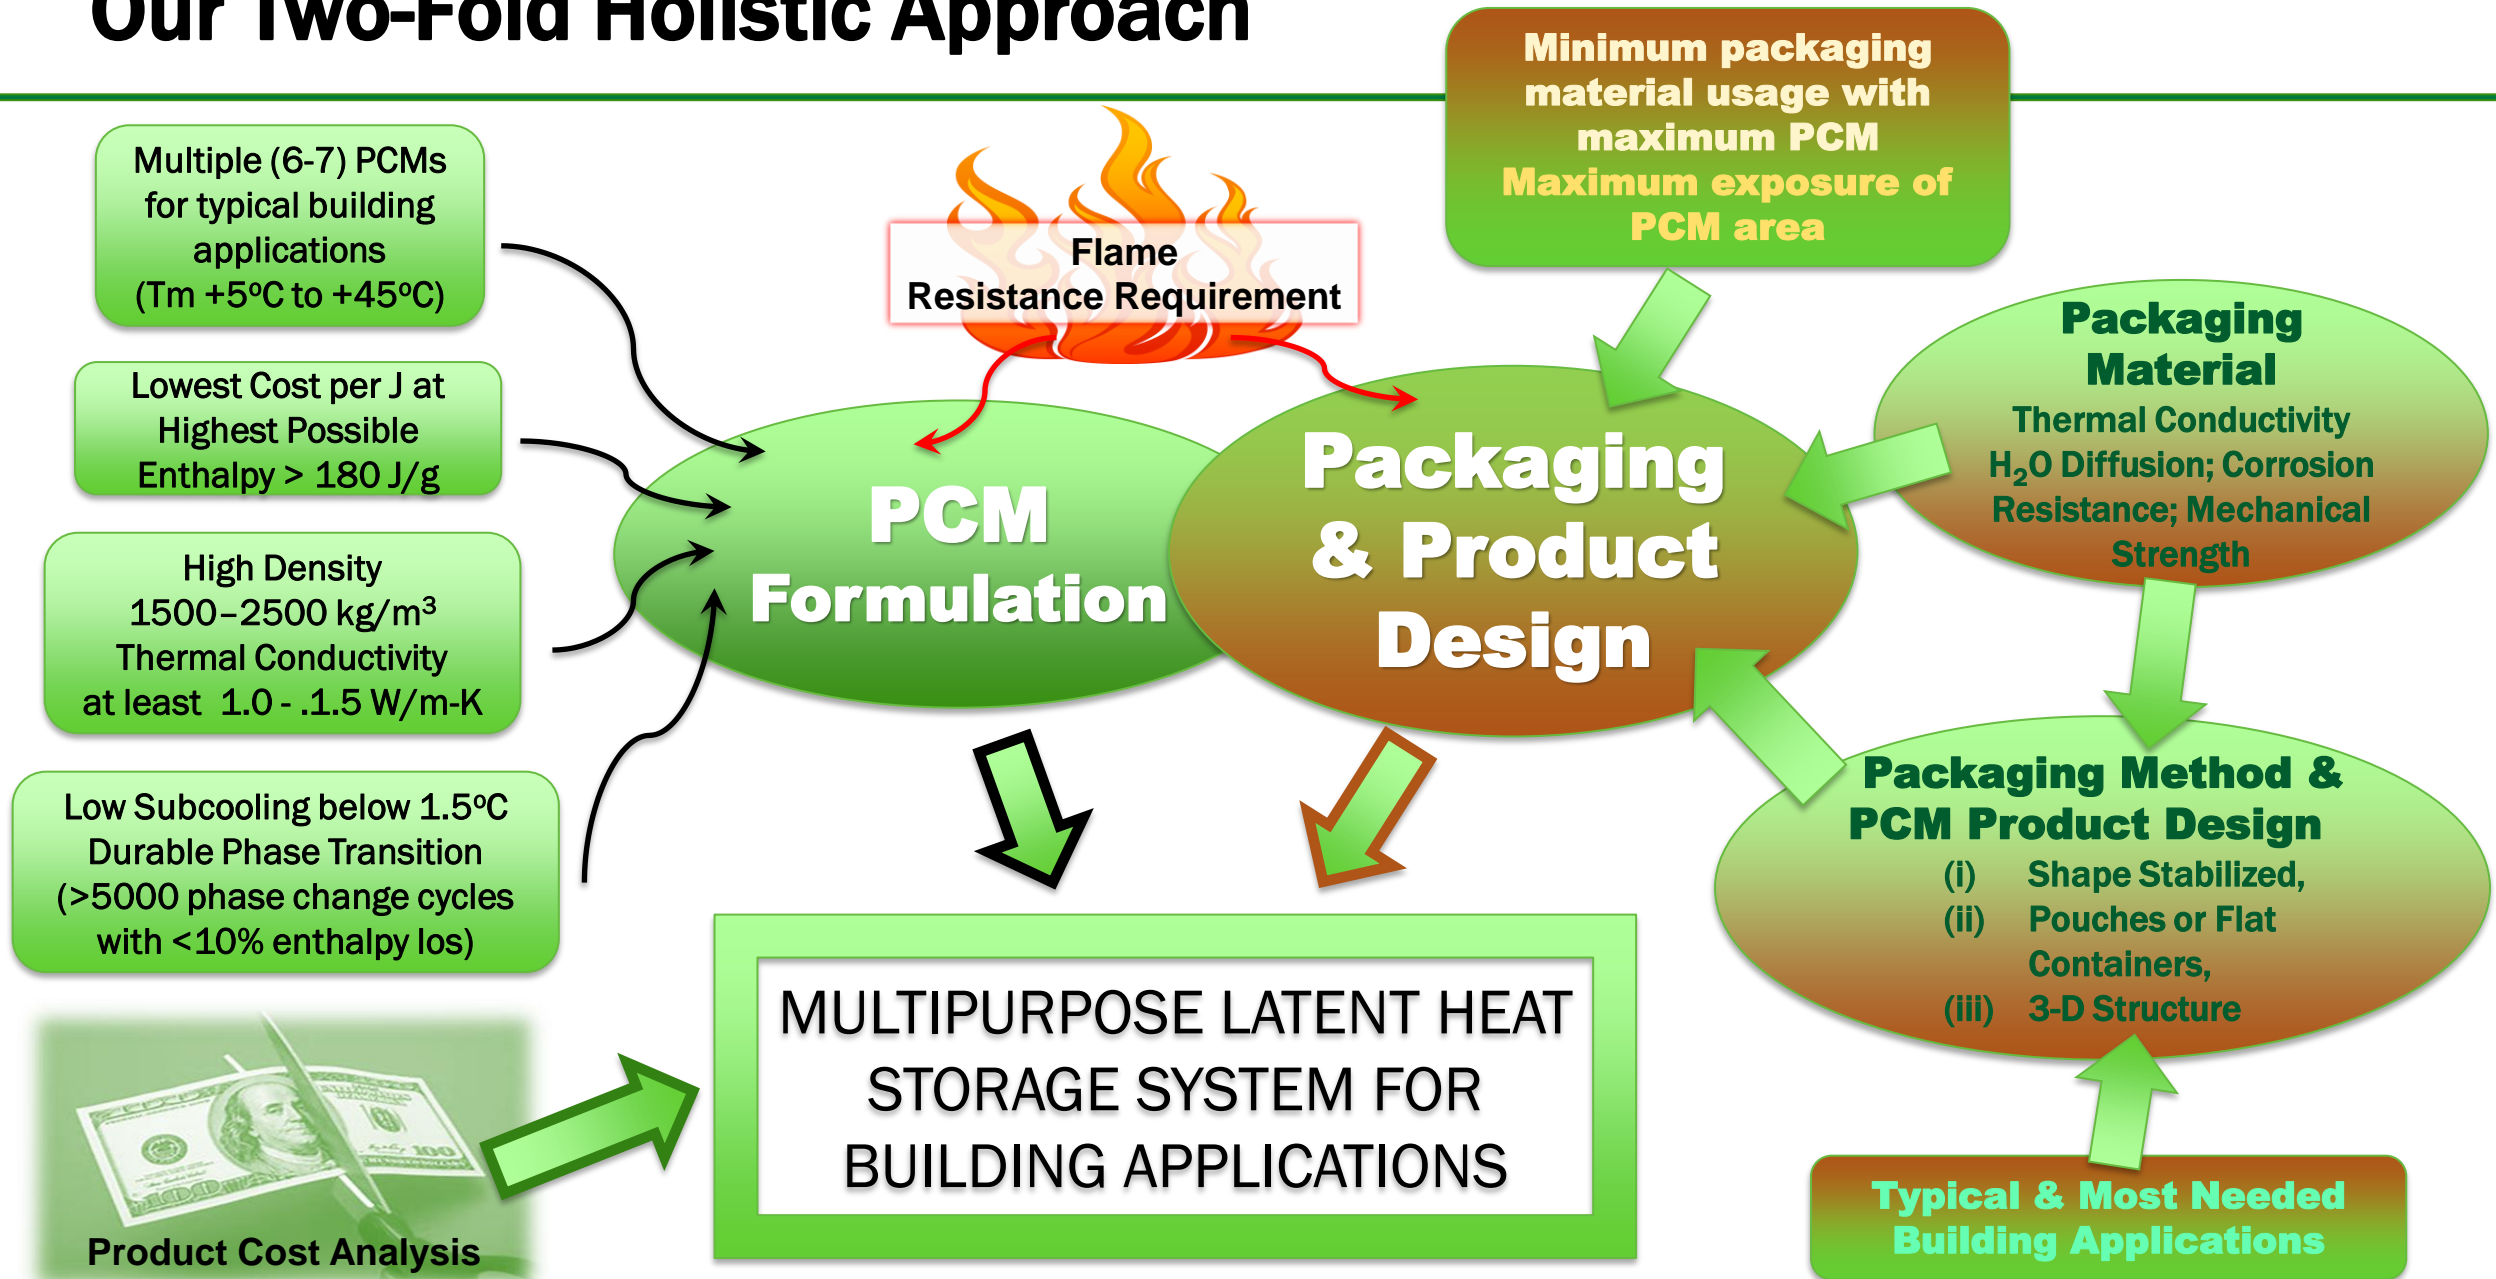 Our Two-Fold Holistic Approach
Minimum packaging
material usage with
maximum PCM
Maximum exposure of
PCM area
Multiple (6-7) PCMs
for typical building
applications
(Tm +5ºC to +45ºC)
Flame
Resistance Requirement
Lowest Cost per J at
Highest Possible
Enthalpy > 180 J/g
Packaging
Material
Thermal Conductivity
H₂O Diffusion; Corrosion
Resistance; Mechanical
Strength
PCM
Formulation
Packaging
& Product
Design
High Density
1500–2500 kg/m³
Thermal Conductivity
at least 1.0 - .1.5 W/m-K
Low Subcooling below 1.5ºC
Durable Phase Transition
(>5000 phase change cycles
with <10% enthalpy los)
Packaging Method &
PCM Product Design
(i) Shape Stabilized,
(ii) Pouches or Flat
Containers,
(iii) 3-D Structure
MULTIPURPOSE LATENT HEAT
STORAGE SYSTEM FOR
BUILDING APPLICATIONS
100
100
Product Cost Analysis
Typical & Most Needed
Building Applications